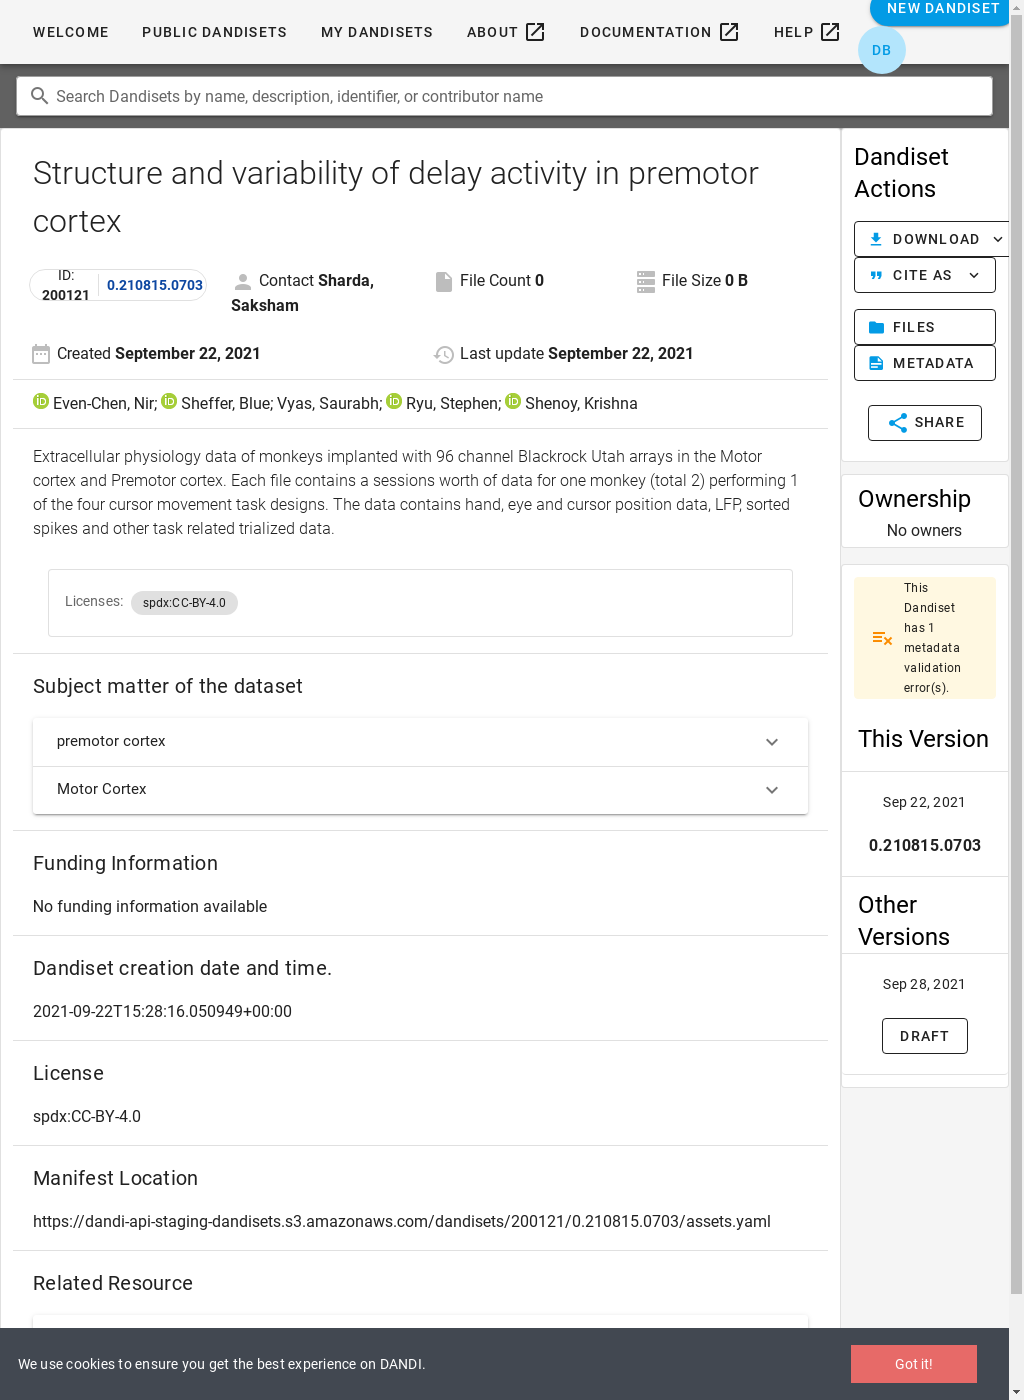 WELCOME PUBLIC DANDISETS MY DANDISETS ABOUT DOCUMENTATION HELP NEW DANDISET
DB
Search Dandisets by name, description, identifier, or contributor name
Structure and variability of delay activity in premotor
cortex
ID:
200121
0.210815.0703
Contact Sharda,
Saksham
File Count 0
File Size 0 B
Created September 22, 2021
Last update September 22, 2021
Even-Chen, Nir; Sheffer, Blue; Vyas, Saurabh; Ryu, Stephen; Shenoy, Krishna
Extracellular physiology data of monkeys implanted with 96 channel Blackrock Utah arrays in the Motor
cortex and Premotor cortex. Each file contains a sessions worth of data for one monkey (total 2) performing 1
of the four cursor movement task designs. The data contains hand, eye and cursor position data, LFP, sorted
spikes and other task related trialized data.
Licenses: spdx:CC-BY-4.0
Subject matter of the dataset
premotor cortex
Motor Cortex
Funding Information
No funding information available
Dandiset creation date and time.
2021-09-22T15:28:16.050949+00:00
License
spdx:CC-BY-4.0
Manifest Location
https://dandi-api-staging-dandisets.s3.amazonaws.com/dandisets/200121/0.210815.0703/assets.yaml
Related Resource
Dandiset
Actions
DOWNLOAD
CITE AS
FILES
METADATA
SHARE
Ownership
No owners
This
Dandiset
has 1
metadata
validation
error(s).
This Version
Sep 22, 2021
0.210815.0703
Other
Versions
Sep 28, 2021
DRAFT
We use cookies to ensure you get the best experience on DANDI.
Got it!